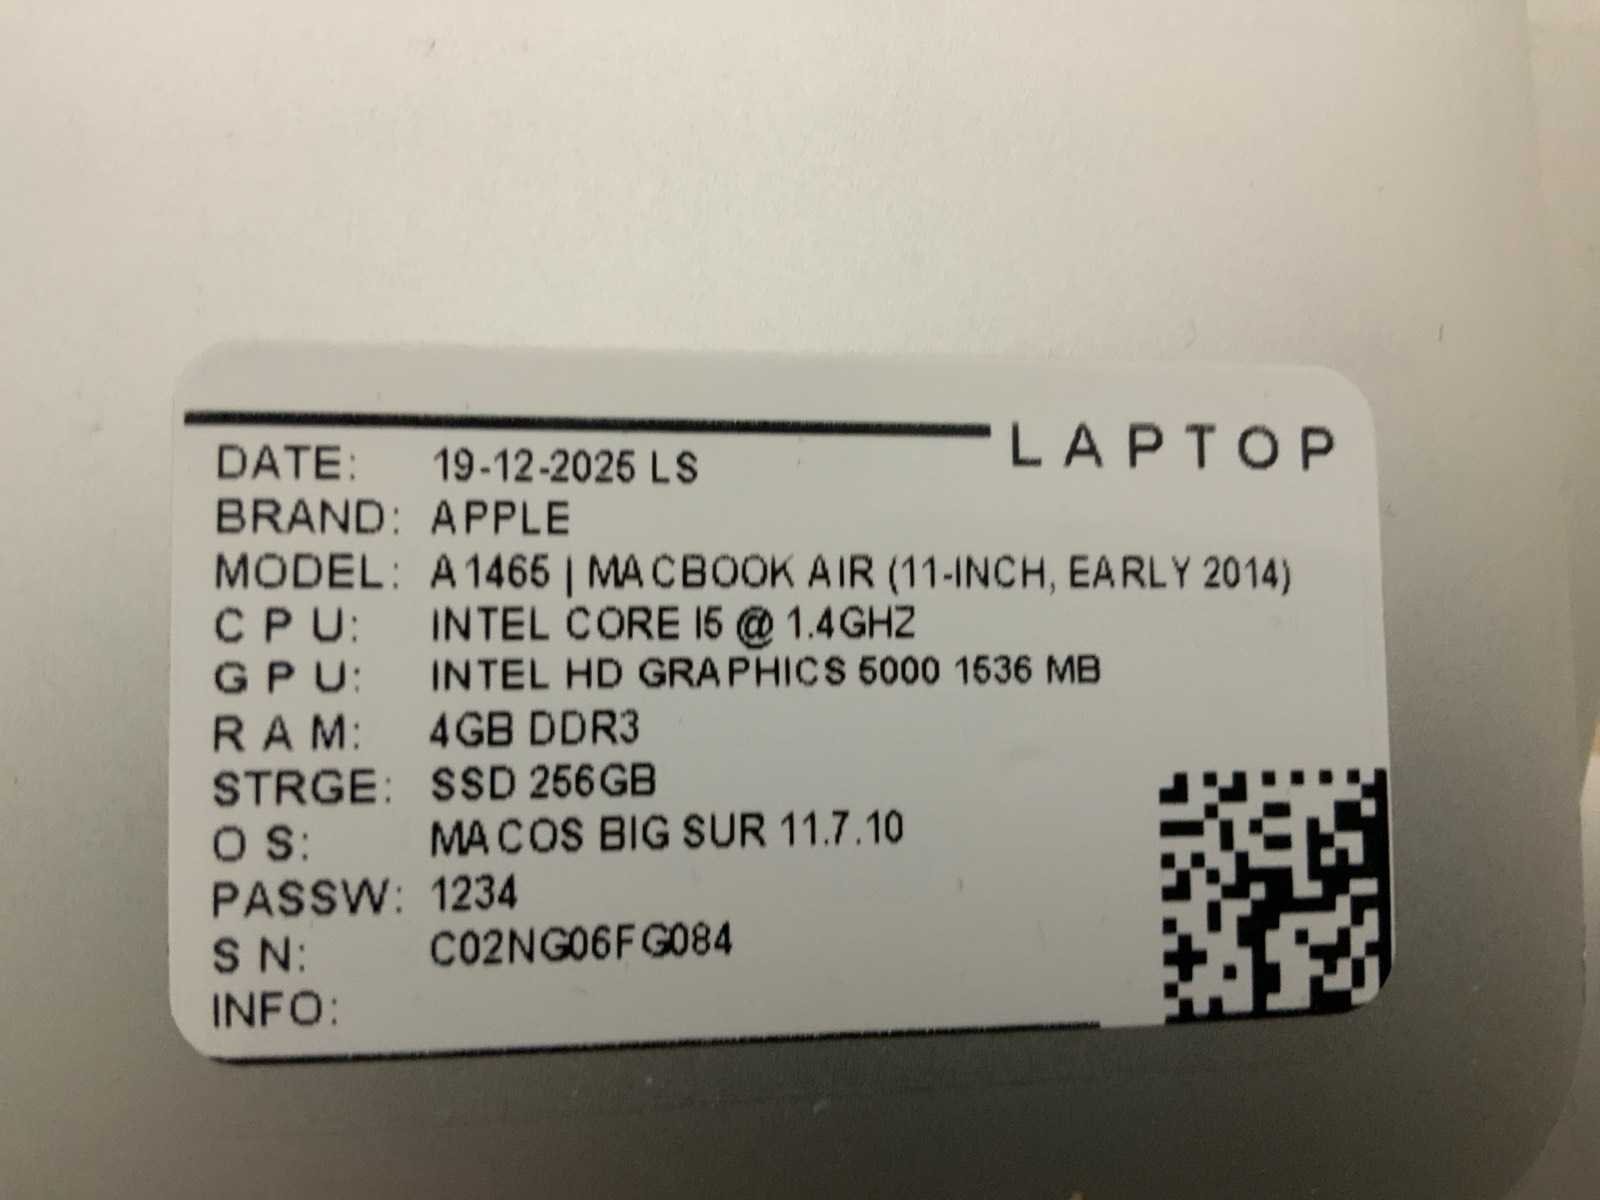 LAPTOP
DATE: 19-12-2025 LS
BRAND: APPLE
MODEL: A1465 | MACBOOK AIR (11-INCH, EARLY 2014)
C P U: INTEL CORE I5 @ 1.4GHZ
G P U: INTEL HD GRAPHICS 5000 1536 MB
R A M: 4GB DDR3
STRGE: SSD 256GB
O S: MACOS BIG SUR 11.7.10
PASSW: 1234
S N: C02NG06FG084
INFO: